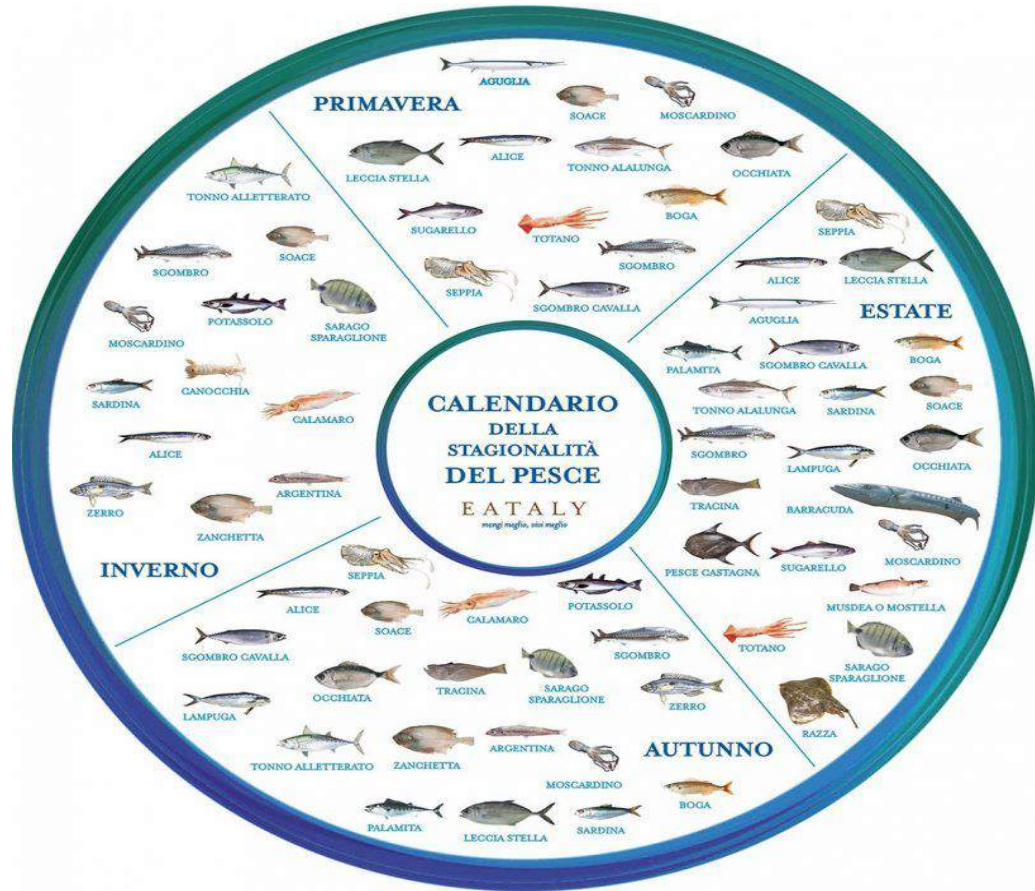 PRIMAVERA
AGUGLIA
SOACE
MOSCARDINO
LECCIA STELLA
ALICE
TONNO ALALUNGA
OCCHIATA
SUGARELLO
TOTANO
BOGA
SEPPIA
SGOMBRO
SGOMBRO CAVALLA
ESTATE
SEPPIA
ALICE
LECCIA STELLA
AGUGLIA
PALAMITA
SGOMBRO CAVALLA
BOGA
TONNO ALALUNGA
SARDINA
SOACE
SGOMBRO
LAMPUGA
OCCHIATA
TRACINA
BARRACUDA
MOSCARDINO
PESCE CASTAGNA
SUGARELLO
MUSDEA O MOSTELLA
TOTANO
SARAGO
SPARAGLIONE
RAZZA
AUTUNNO
SEPPIA
ALICE
SOACE
CALAMARO
POTASSOLO
SGOMBRO CAVALLA
OCCHIATA
TRACINA
SARAGO
SPARAGLIONE
SGOMBRO
ZERRO
LAMPUGA
TONNO ALLETTERATO
ZANCHETTA
ARGENTINA
MOSCARDINO
BOGA
PALAMITA
LECCIA STELLA
SARDINA
INVERNO
TONNO ALLETTERATO
SGOMBRO
SOACE
MOSCARDINO
POTASSOLO
SARAGO
SPARAGLIONE
SARDINA
CANOCCHIA
CALAMARO
ALICE
ZERRO
ZANCHETTA
ARGENTINA
CALENDARIO
DELLA
STAGIONALITÀ
DEL PESCE
EATALY
mangi meglio, vivi meglio